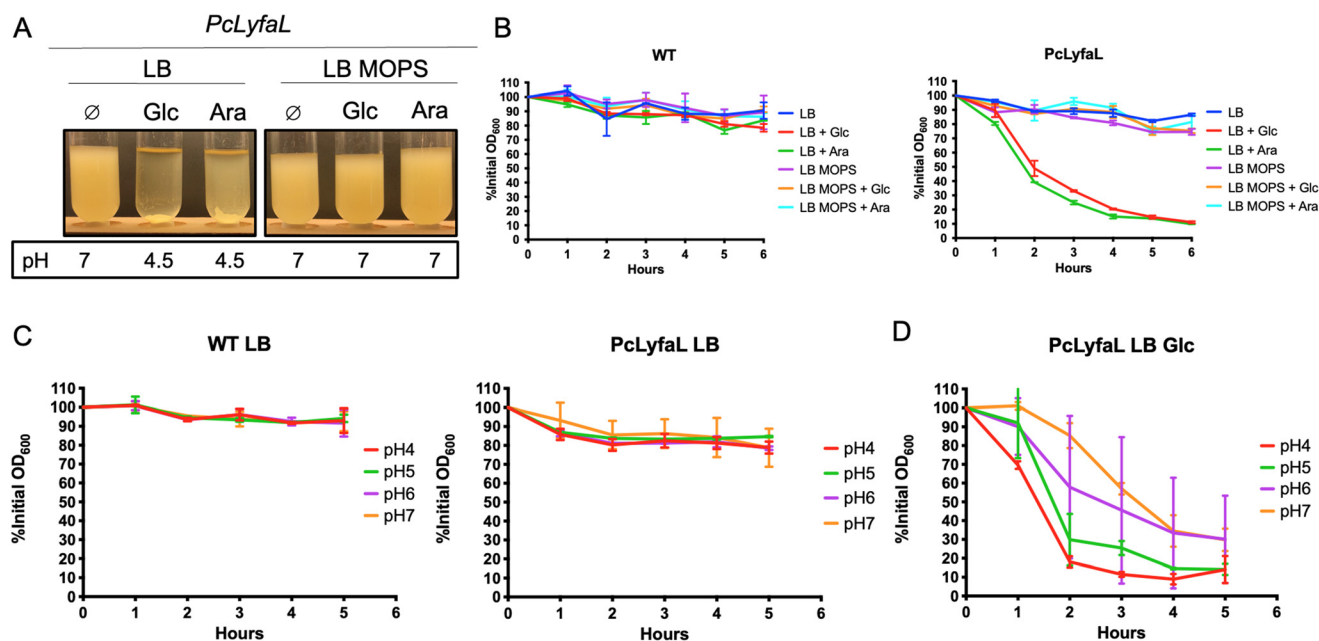 A
PcLyfaL
LB LB MOPS
Ø Glc Ara Ø Glc Ara
pH 7 4.5 4.5 7 7 7
B
WT
%Initial OD600
110
100
90
80
70
60
50
40
30
20
10
0
0 1 2 3 4 5 6
Hours
LB
LB + Glc
LB + Ara
LB MOPS
LB MOPS + Glc
LB MOPS + Ara
PcLyfaL
%Initial OD600
110
100
90
80
70
60
50
40
30
20
10
0
0 1 2 3 4 5 6
Hours
LB
LB + Glc
LB + Ara
LB MOPS
LB MOPS + Glc
LB MOPS + Ara
C
WT LB
%Initial OD600
110
100
90
80
70
60
50
40
30
20
10
0
0 1 2 3 4 5 6
Hours
pH4
pH5
pH6
pH7
PcLyfaL LB
%Initial OD600
110
100
90
80
70
60
50
40
30
20
10
0
0 1 2 3 4 5 6
Hours
pH4
pH5
pH6
pH7
D
PcLyfaL LB Glc
%Initial OD600
110
100
90
80
70
60
50
40
30
20
10
0
0 1 2 3 4 5 6
Hours
pH4
pH5
pH6
pH7